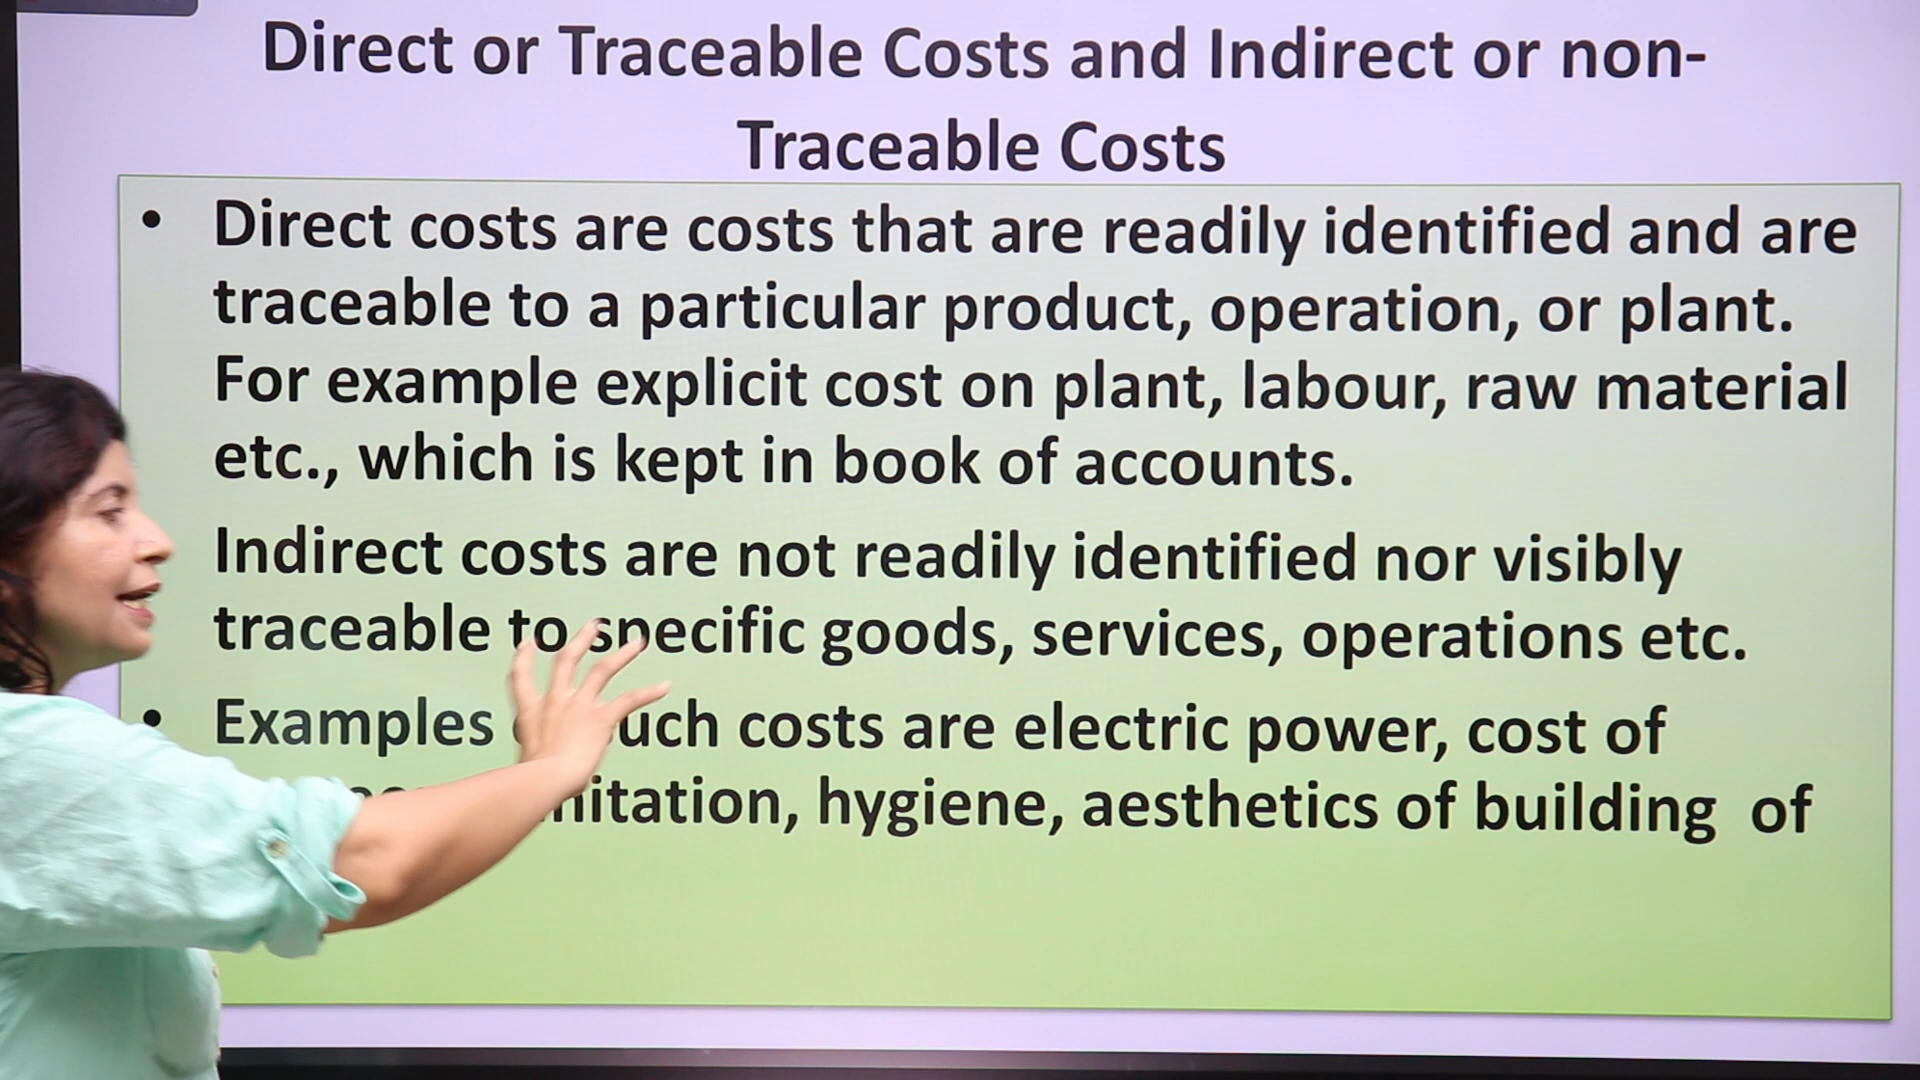 Direct or Traceable Costs and Indirect or non-
Traceable Costs
• Direct costs are costs that are readily identified and are
traceable to a particular product, operation, or plant.
For example explicit cost on plant, labour, raw material
etc., which is kept in book of accounts.
Indirect costs are not readily identified nor visibly
traceable to specific goods, services, operations etc.
• Examples such costs are electric power, cost of
hygiene, aesthetics of building of